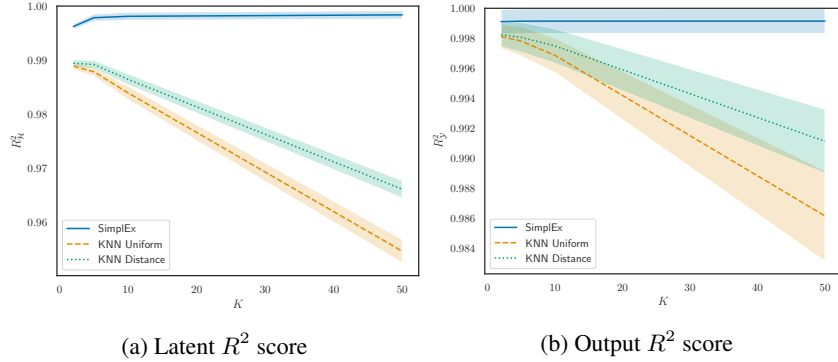 1.00
0.99
0.98
0.97
0.96
R²_H
SimplEx
KNN Uniform
KNN Distance
0 10 20 30 40 50
K
(a) Latent R² score
1.000
0.998
0.996
0.994
0.992
0.990
0.988
0.986
0.984
R²_y
SimplEx
KNN Uniform
KNN Distance
0 10 20 30 40 50
K
(b) Output R² score